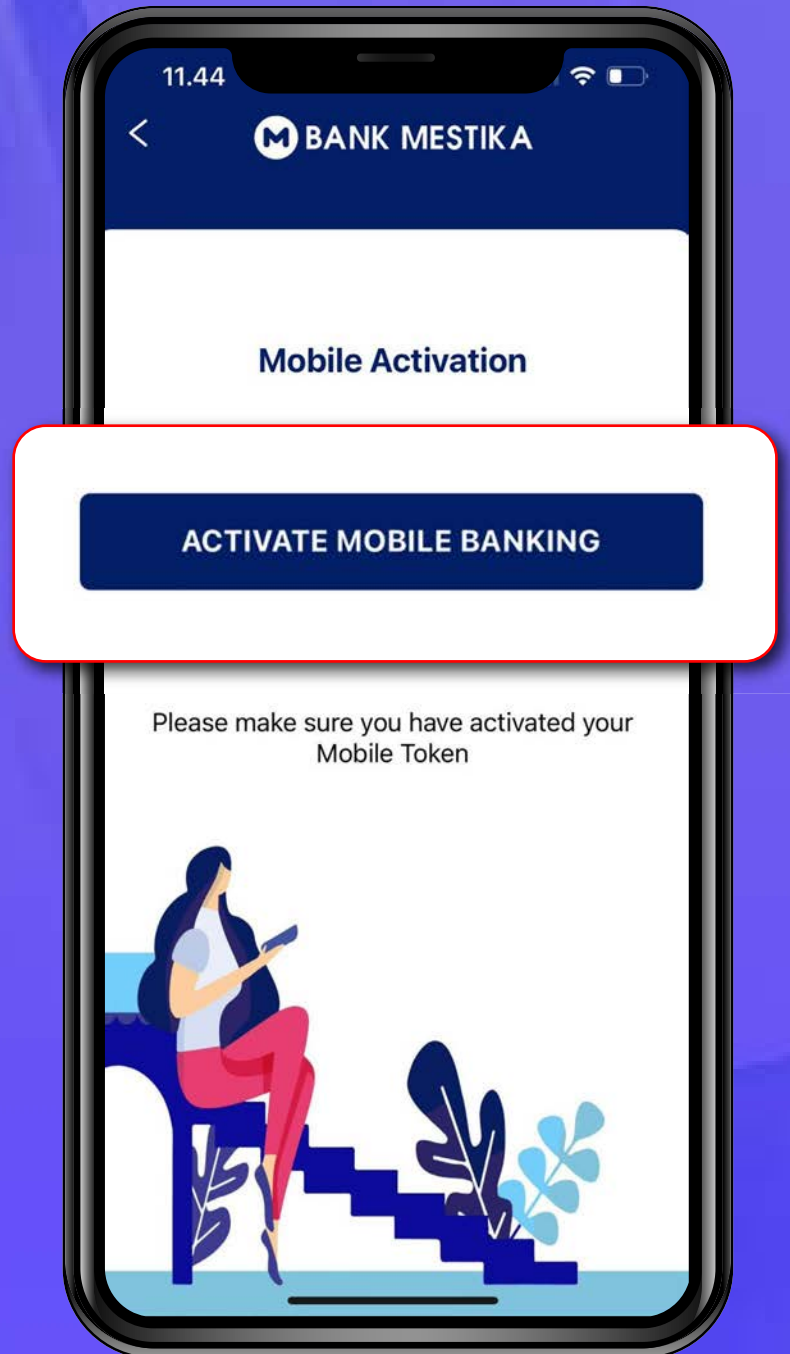 11.44
M BANK MESTIKA
Mobile Activation
ACTIVATE MOBILE BANKING
Please make sure you have activated your
Mobile Token